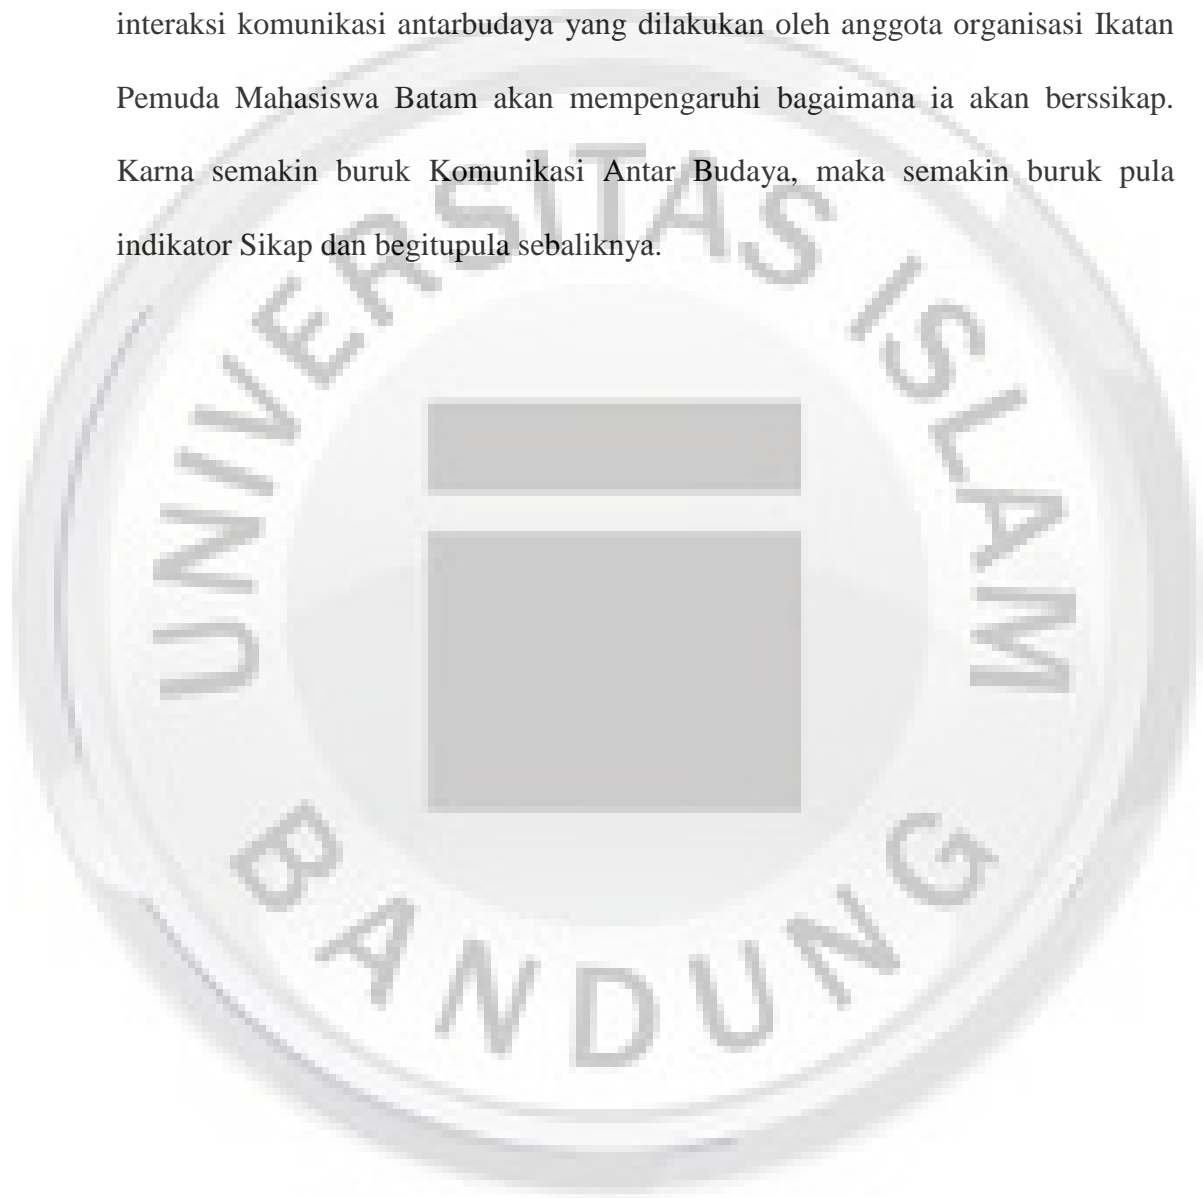 interaksi komunikasi antarbudaya yang dilakukan oleh anggota organisasi Ikatan
Pemuda Mahasiswa Batam akan mempengaruhi bagaimana ia akan berssikap.
Karna semakin buruk Komunikasi Antar Budaya, maka semakin buruk pula
indikator Sikap dan begitupula sebaliknya.
UNIVERSITAS ISLAM
BANDUNG